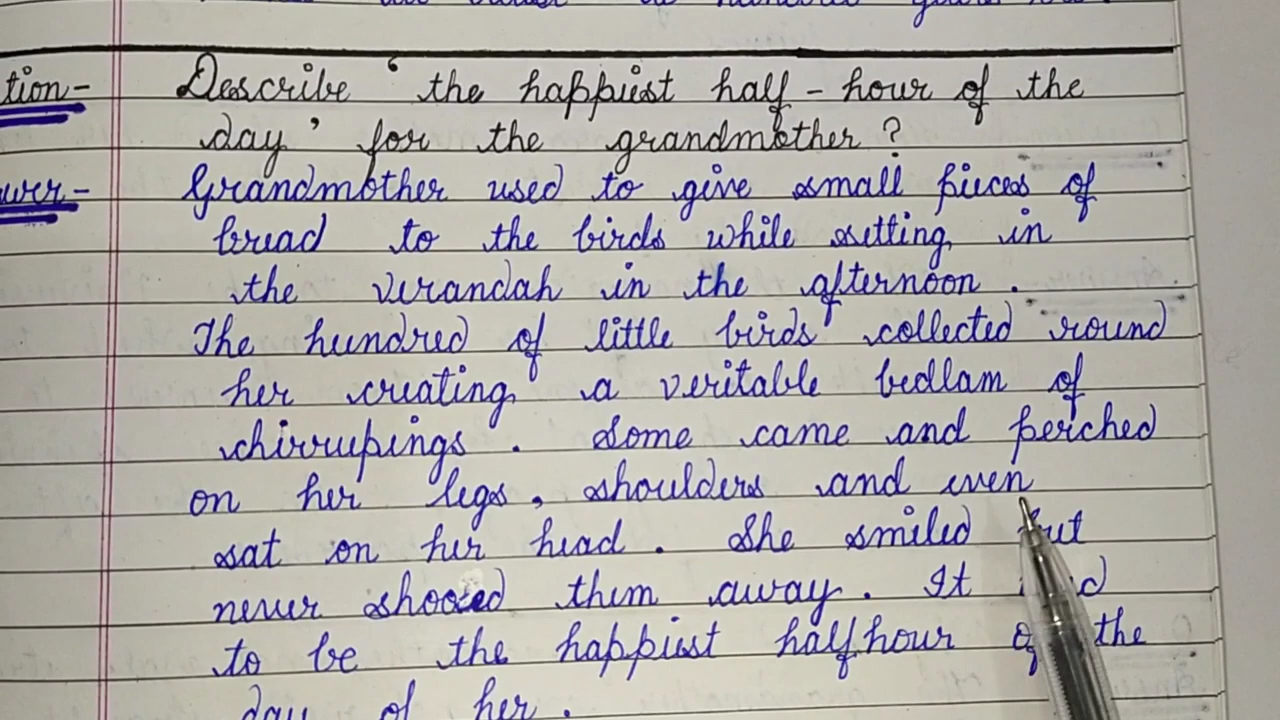 tion- Describe 'the happiest half-hour of the
day' for the grandmother?
wer- Grandmother used to give small pieces of
bread to the birds while setting in
the verandah in the afternoon.
The hundred of little birds collected round
her creating a veritable bedlam of
chirrupings. Some came and perched
on her legs, shoulders and even
sat on her head. She smiled but
never shooed them away. It
to be the happiest halfhour of the
day of her.